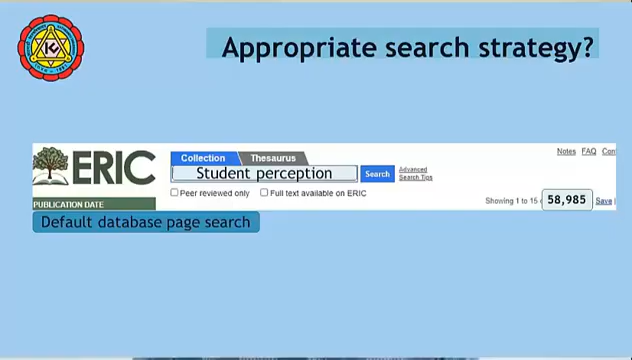 Appropriate search strategy?
ERIC
Collection
Thesaurus
Notes FAQ Con
Student perception
Search
Advanced
Search Tips
Peer reviewed only
Full text available on ERIC
PUBLICATION DATE
Showing 1 to 15
58,985
Save
Default database page search